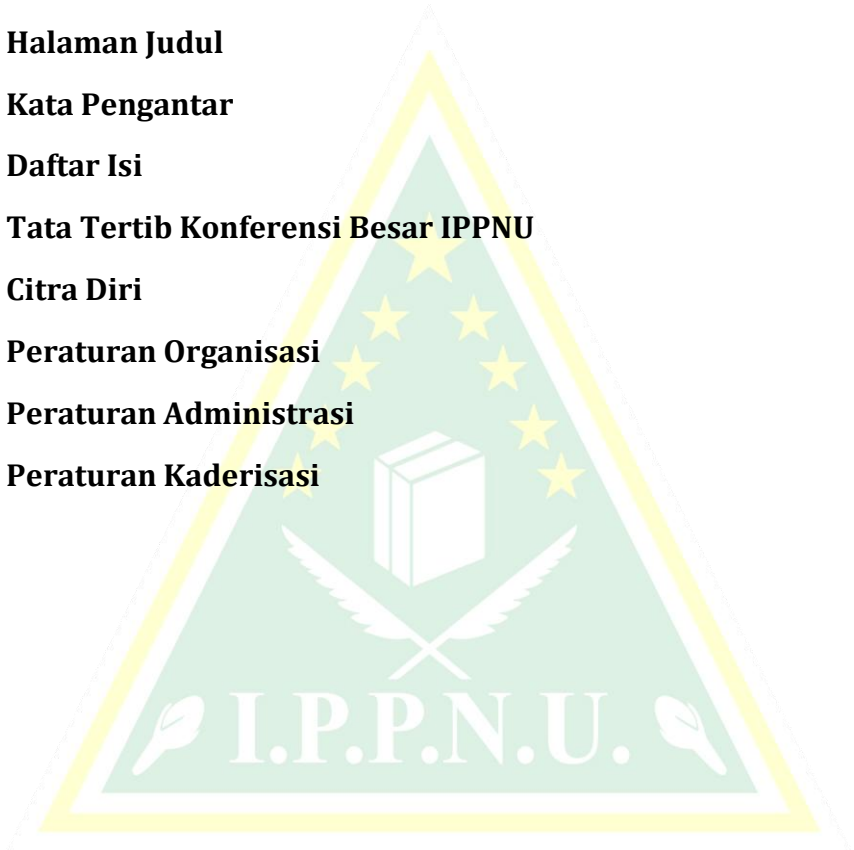 Halaman Judul
Kata Pengantar
Daftar Isi
Tata Tertib Konferensi Besar IPPNU
Citra Diri
Peraturan Organisasi
Peraturan Administrasi
Peraturan Kaderisasi
I.P.P.N.U.